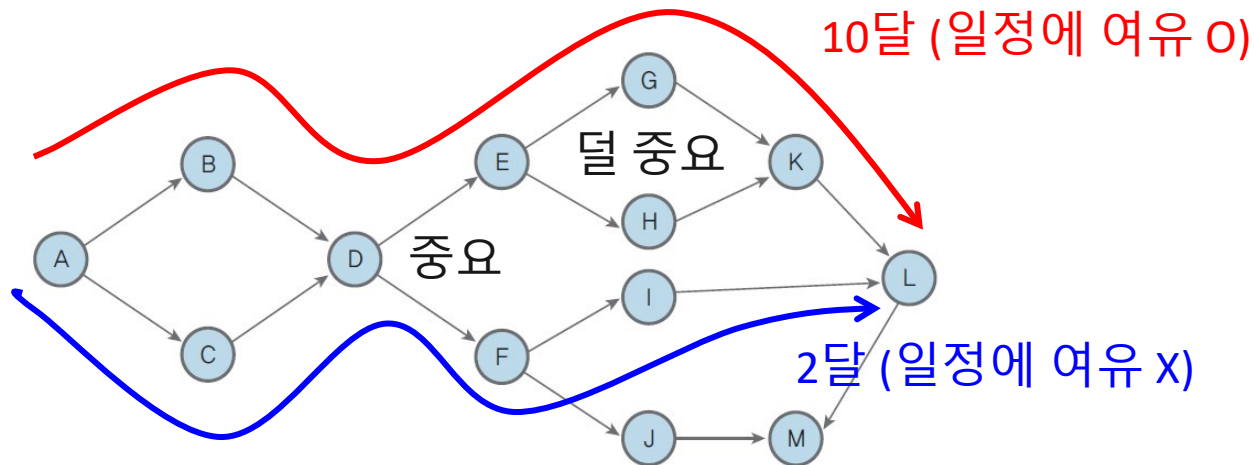 10달 (일정에 여유 O)
G
덜 중요
B
E
K
H
A
D
중요
L
I
C
F
2달 (일정에 여유 X)
J
M